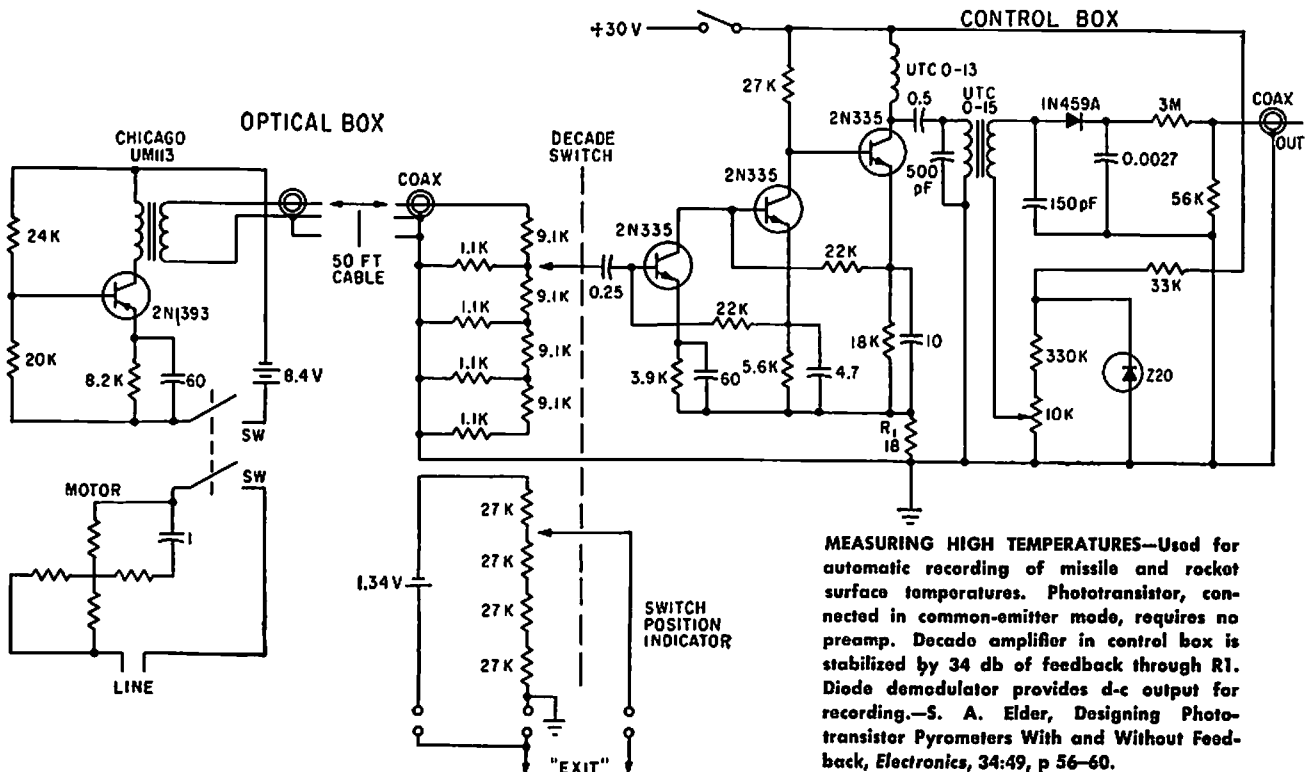 CONTROL BOX
+30 V
27K
UTC O-13
2N335
0.5
UTC
O-15
500
pF
1N459A
3M
COAX
OUT
0.0027
150pF
56K
33K
330K
10K
Z20
OPTICAL BOX
CHICAGO
UM113
24K
2N1393
20K
8.2K
60
8.4V
SW
SW
MOTOR
1
LINE
50 FT
CABLE
COAX
DECADE
SWITCH
9.1K
9.1K
9.1K
9.1K
1.1K
1.1K
1.1K
1.1K
0.25
2N335
2N335
22K
22K
3.9K
60
5.6K
4.7
18K
10
R1
18
1.34V
27K
27K
27K
27K
SWITCH
POSITION
INDICATOR
"EXIT"
MEASURING HIGH TEMPERATURES—Used for
automatic recording of missile and rocket
surface temperatures. Phototransistor, con-
nected in common-emitter mode, requires no
preamp. Decade amplifier in control box is
stabilized by 34 db of feedback through R1.
Diode demodulator provides d-c output for
recording.—S. A. Elder, Designing Photo-
transistor Pyrometers With and Without Feed-
back, Electronics, 34:49, p 56–60.